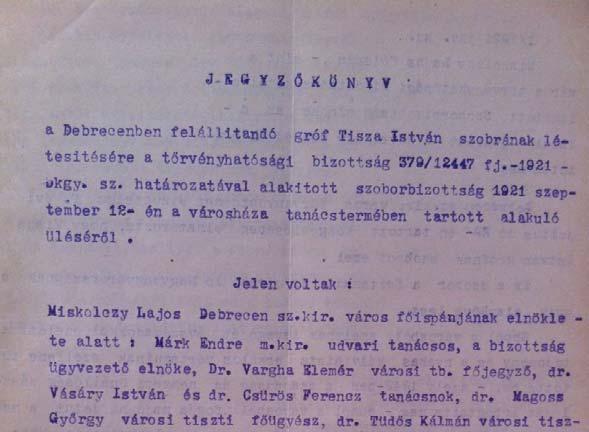 JEGYZŐKÖNYV
a Debrecenben felállitandó gróf Tisza István szobrának lé-
tesitésére a törvényhatósági bizottság 379/12447 fj.-1921 -
bkgy. sz. határozatával alakitott szoborbizottság 1921 szep-
tember 12- én a városháza tanácstermében tartott alakuló
üléséről .
Jelen voltak :
Miskolczy Lajos Debrecen sz.kir. város főispánjának elnökle -
te alatt : Márk Endre m.kir. udvari tanácsos, a bizottság
ügyvezető elnöke, Dr. Vargha Elemér városi tb. főjegyző, dr.
Vásáry István és dr. Csürös Ferencz tanácsnok, dr. Magoss
György városi tiszti főügyész, dr. Tüdős Kálmán városi tisz-